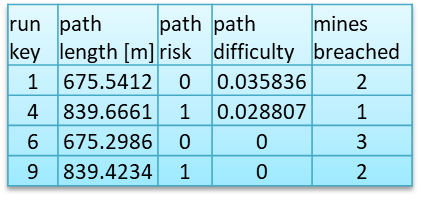 run path path path mines
key length [m] risk difficulty breached
1 675.5412 0 0.035836 2
4 839.6661 1 0.028807 1
6 675.2986 0 0 3
9 839.4234 1 0 2